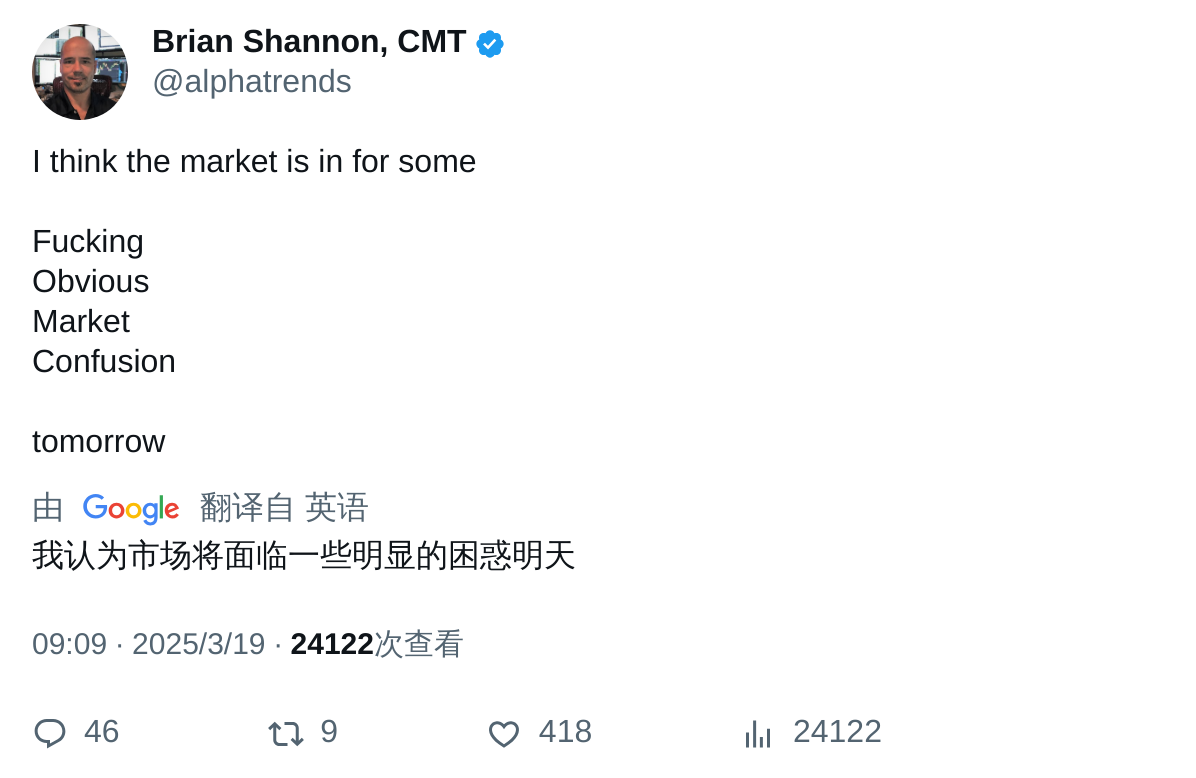 Brian Shannon, CMT
@alphatrends
I think the market is in for some
Fucking
Obvious
Market
Confusion
tomorrow
由 Google 翻译自 英语
我认为市场将面临一些明显的困惑明天
09:09 · 2025/3/19 · 24122次查看
46 9 418 24122